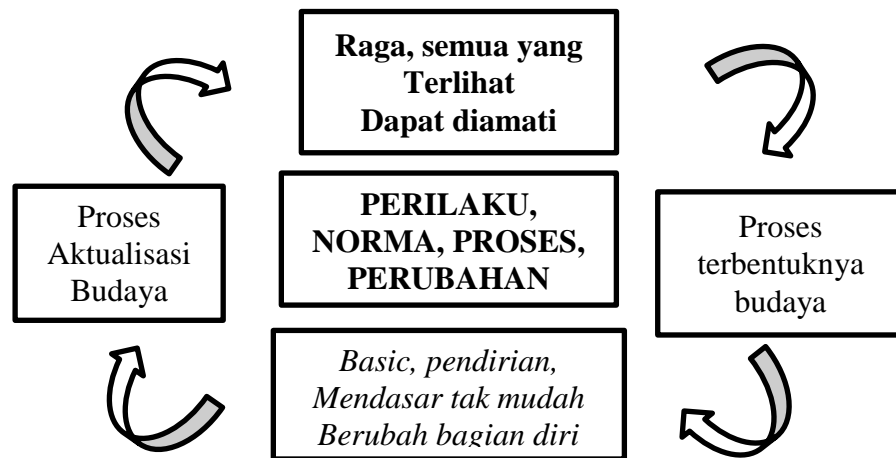 Raga, semua yang
Terlihat
Dapat diamati
Proses
Aktualisasi
Budaya
PERILAKU,
NORMA, PROSES,
PERUBAHAN
Proses
terbentuknya
budaya
Basic, pendirian,
Mendasar tak mudah
Berubah bagian diri